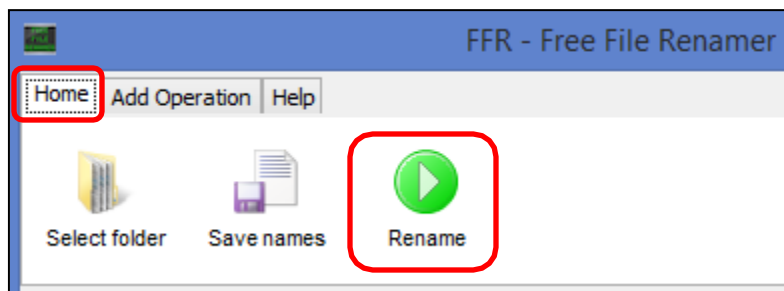 FFR - Free File Renamer
Home Add Operation Help
Select folder Save names Rename